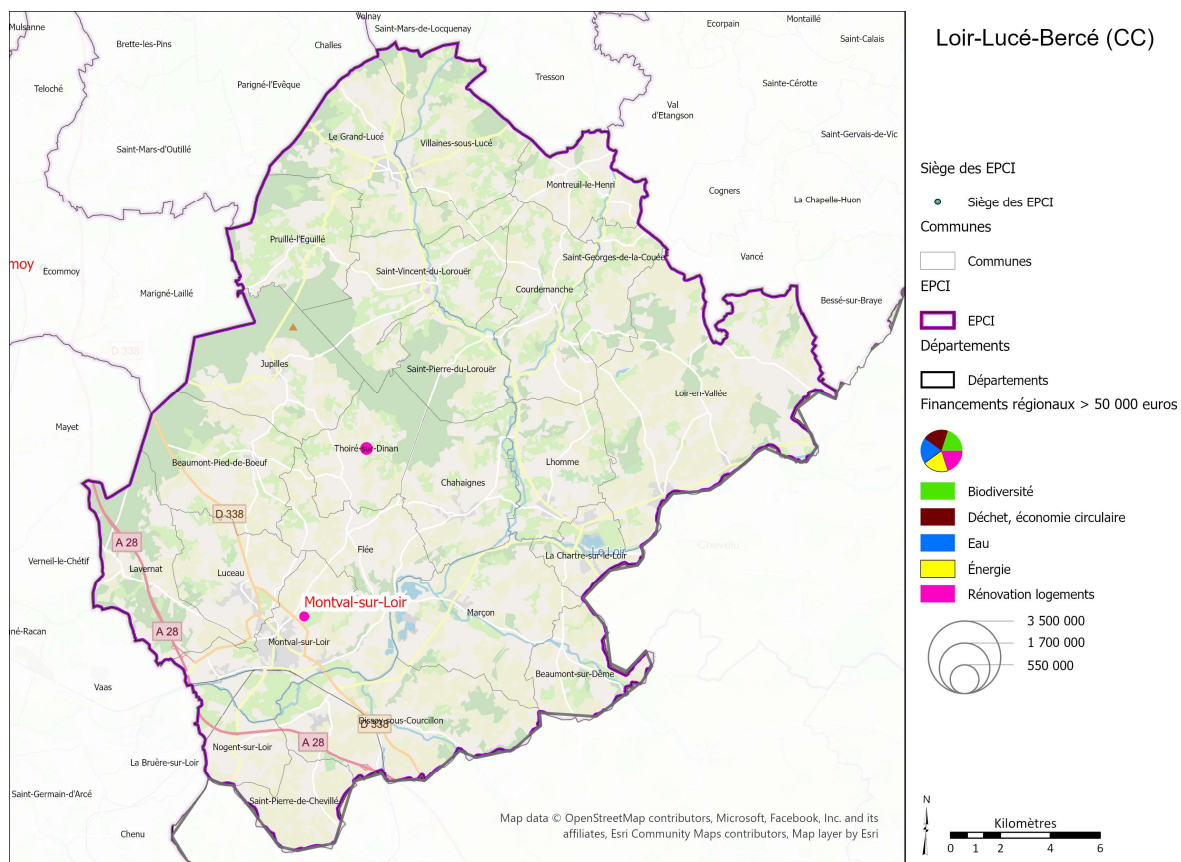 Loir-Lucé-Bercé (CC)
Mulsanne
Volnay
Saint-Mars-de-Locquenay
Ecorpain
Montaillé
Brette-les-Pins
Challes
Saint-Calais
Teloché
Parigné-l'Evêque
Tresson
Sainte-Cérotte
Val
d'Etangson
Saint-Mars-d'Outillé
Le Grand-Lucé
Villaines-sous-Lucé
Saint-Gervais-de-Vic
Montreuil-le-Henri
Cogners
La Chapelle-Huon
Pruillé-l'Eguillé
Saint-Vincent-du-Lorouër
Saint-Georges-de-la-Couée
Vancé
moy
Ecommoy
Marigné-Laillé
Courdemanche
Bessé-sur-Braye
D 338
Jupilles
Saint-Pierre-du-Lorouër
Loir-en-Vallée
Mayet
Thoiré-sur-Dinan
Beaumont-Pied-de-Boeuf
Lhomme
Chahaignes
D 338
A 28
Verneil-le-Chétif
Lavernat
Luceau
Flée
La Chartre-sur-le-Loir
Le Loir
Chevelu
Montval-sur-Loir
Marçon
né-Racan
A 28
Montval-sur-Loir
Vaas
Beaumont-sur-Dême
Dissay-sous-Courcillon
D 338
Nogent-sur-Loir
A 28
La Bruère-sur-Loir
Saint-Germain-d'Arcé
Saint-Pierre-de-Chevillé
Chenu
Map data © OpenStreetMap contributors, Microsoft, Facebook, Inc. and its
affiliates, Esri Community Maps contributors, Map layer by Esri
Siège des EPCI
Siège des EPCI
Communes
Communes
EPCI
EPCI
Départements
Départements
Financements régionaux > 50 000 euros
Biodiversité
Déchet, économie circulaire
Eau
Énergie
Rénovation logements
3 500 000
1 700 000
550 000
N
Kilomètres
0 1 2 4 6